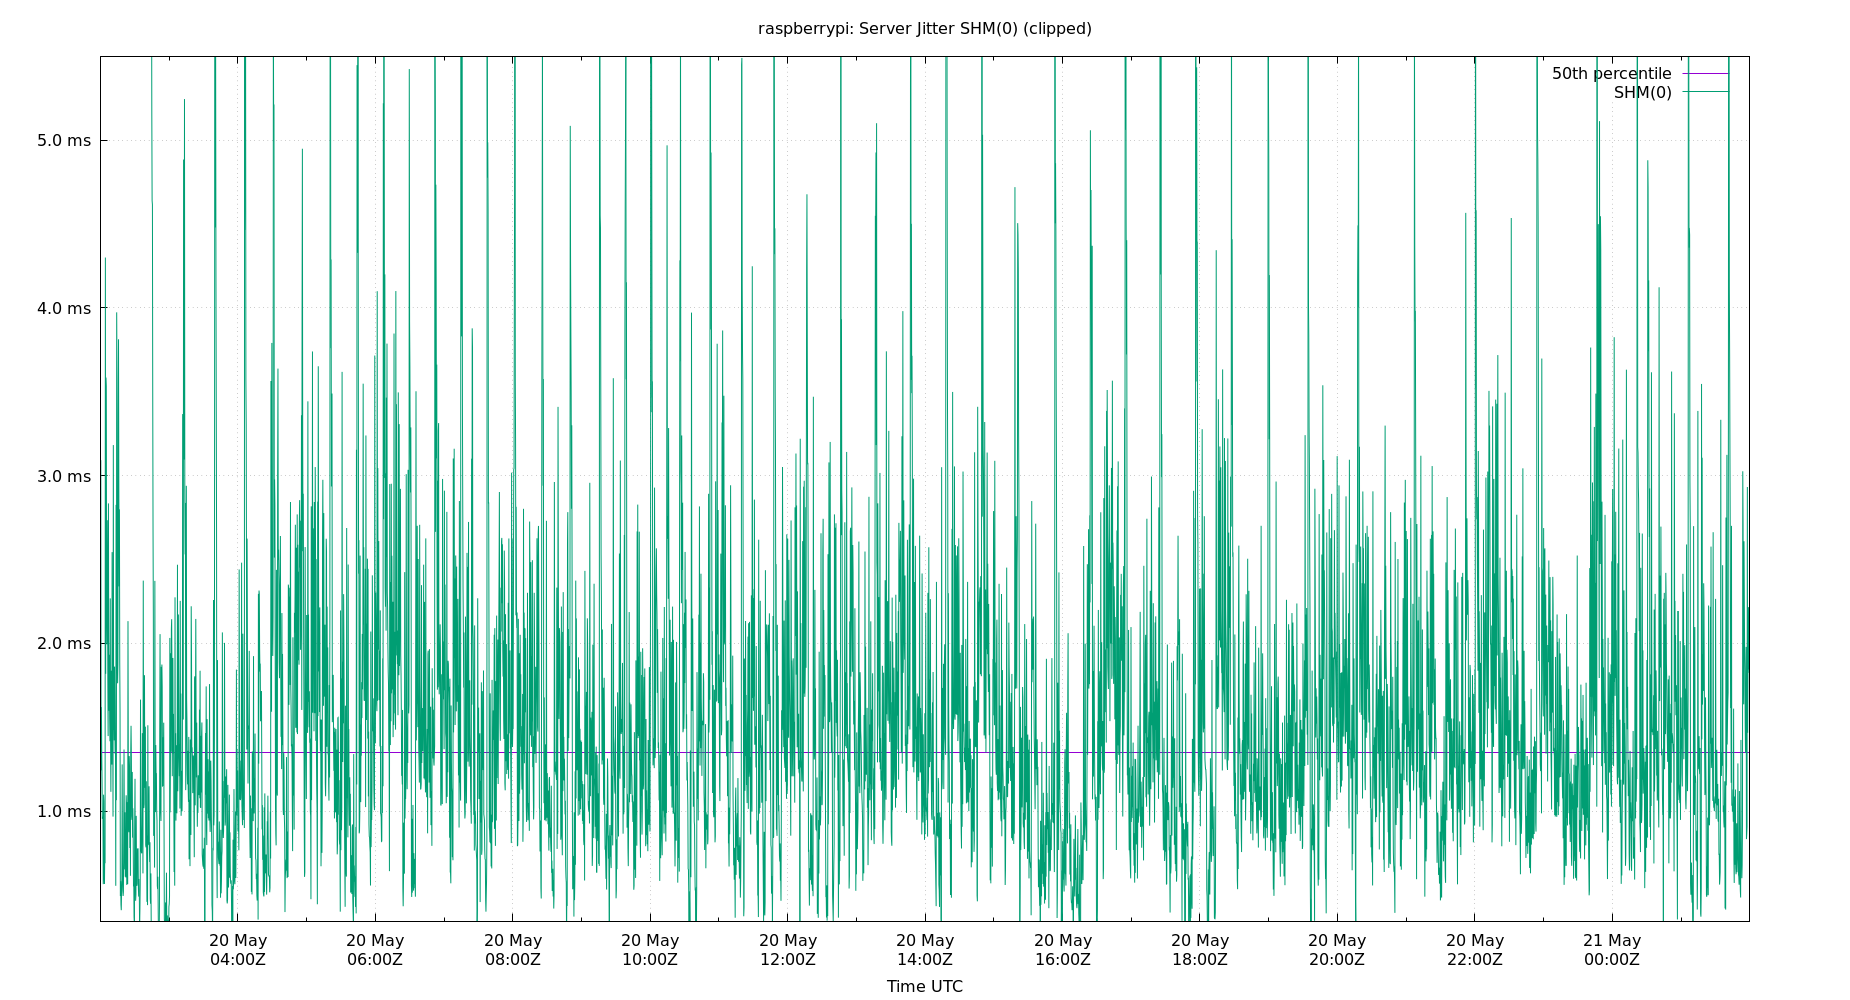 raspberrypi: Server Jitter SHM(0) (clipped)
50th percentile
SHM(0)
5.0 ms
4.0 ms
3.0 ms
2.0 ms
1.0 ms
20 May 20 May 20 May 20 May 20 May 20 May 20 May 20 May 20 May 20 May 21 May
04:00Z 06:00Z 08:00Z 10:00Z 12:00Z 14:00Z 16:00Z 18:00Z 20:00Z 22:00Z 00:00Z
Time UTC